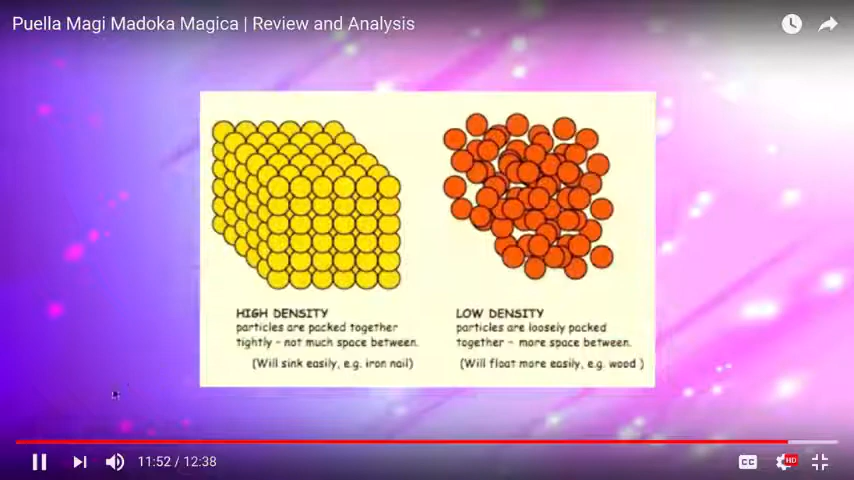 Puella Magi Madoka Magica | Review and Analysis
HIGH DENSITY
particles are packed together
tightly - not much space between.
(Will sink easily, e.g. iron nail)
LOW DENSITY
particles are loosely packed
together - more space between.
(Will float more easily, e.g. wood )
11:52 / 12:38
CC
HD